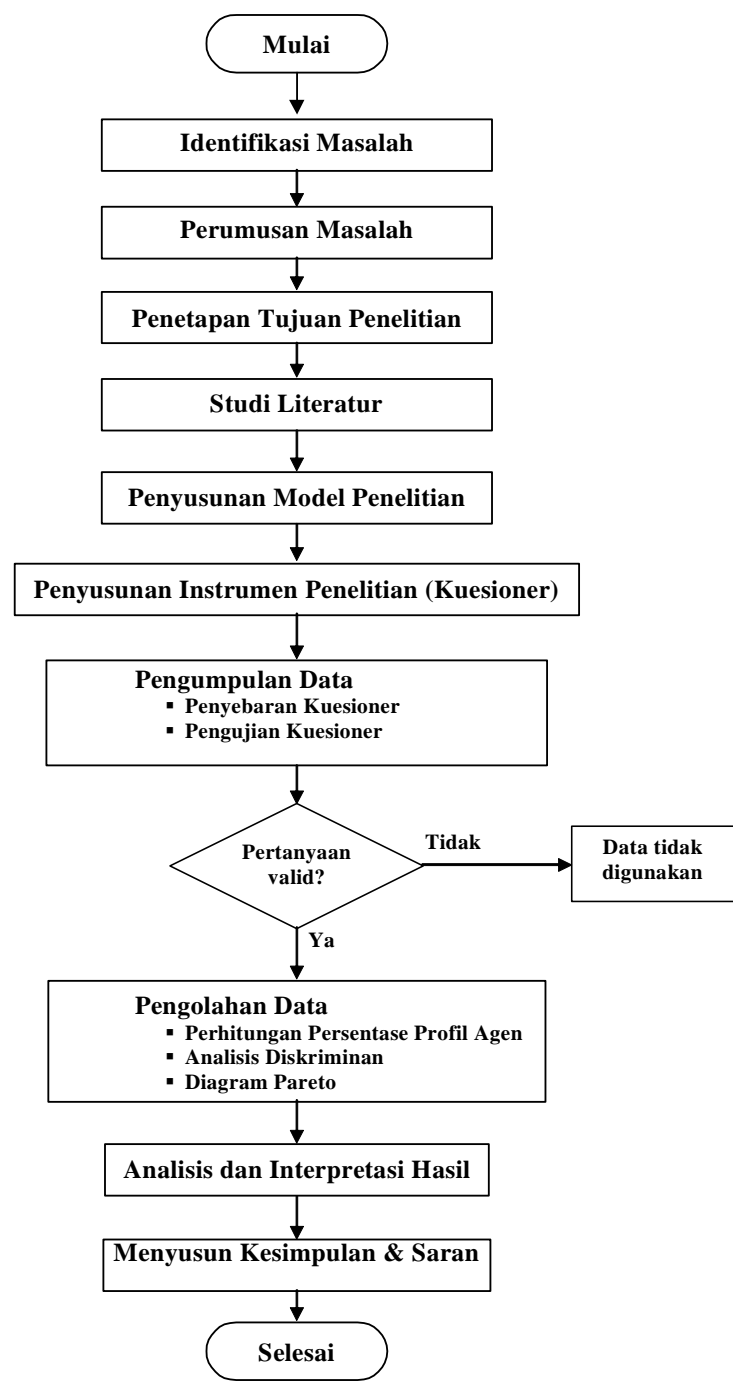 Mulai
Identifikasi Masalah
Perumusan Masalah
Penetapan Tujuan Penelitian
Studi Literatur
Penyusunan Model Penelitian
Penyusunan Instrumen Penelitian (Kuesioner)
Pengumpulan Data
▪ Penyebaran Kuesioner
▪ Pengujian Kuesioner
Pertanyaan
valid?
Tidak
Data tidak
digunakan
Ya
Pengolahan Data
▪ Perhitungan Persentase Profil Agen
▪ Analisis Diskriminan
▪ Diagram Pareto
Analisis dan Interpretasi Hasil
Menyusun Kesimpulan & Saran
Selesai